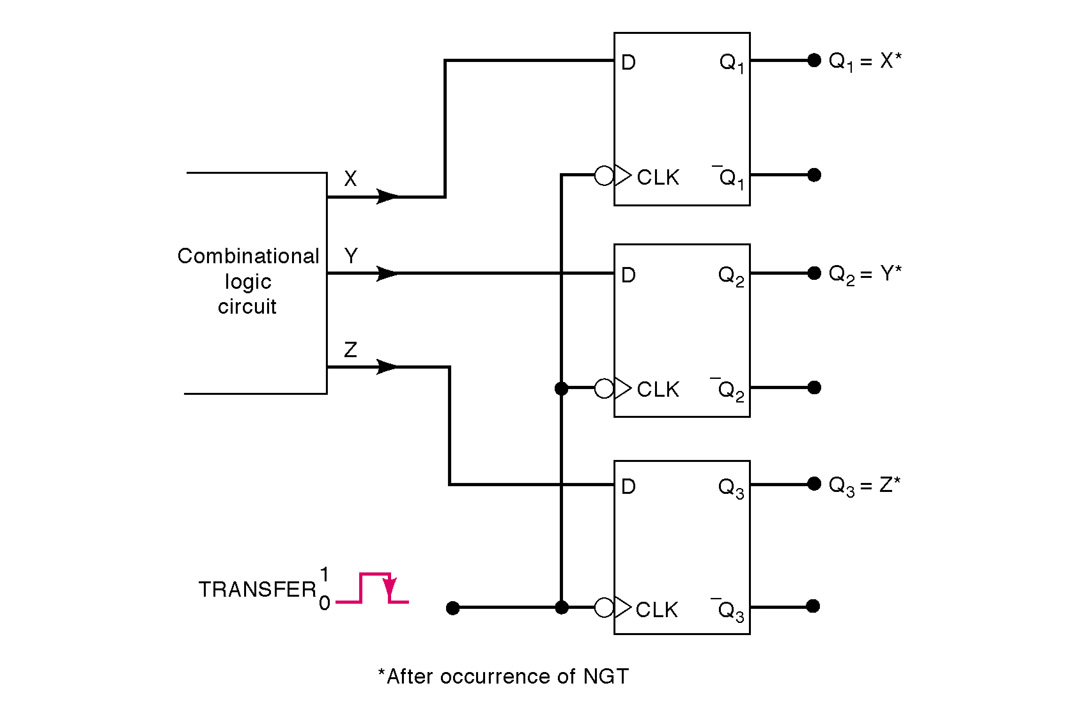 D
Q1
Q1 = X*
X
CLK
Q̅1
Combinational
logic
circuit
Y
D
Q2
Q2 = Y*
Z
CLK
Q̅2
D
Q3
Q3 = Z*
TRANSFER
1
0
CLK
Q̅3
*After occurrence of NGT